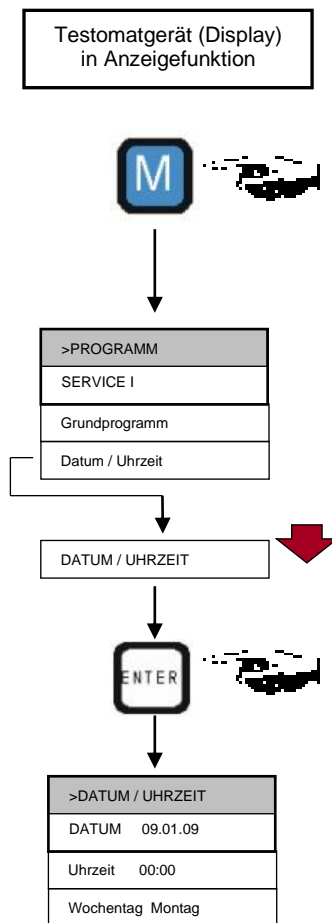 Testomatgerät (Display)
in Anzeigefunktion
M
>PROGRAMM
SERVICE I
Grundprogramm
Datum / Uhrzeit
DATUM / UHRZEIT
ENTER
>DATUM / UHRZEIT
DATUM 09.01.09
Uhrzeit 00:00
Wochentag Montag